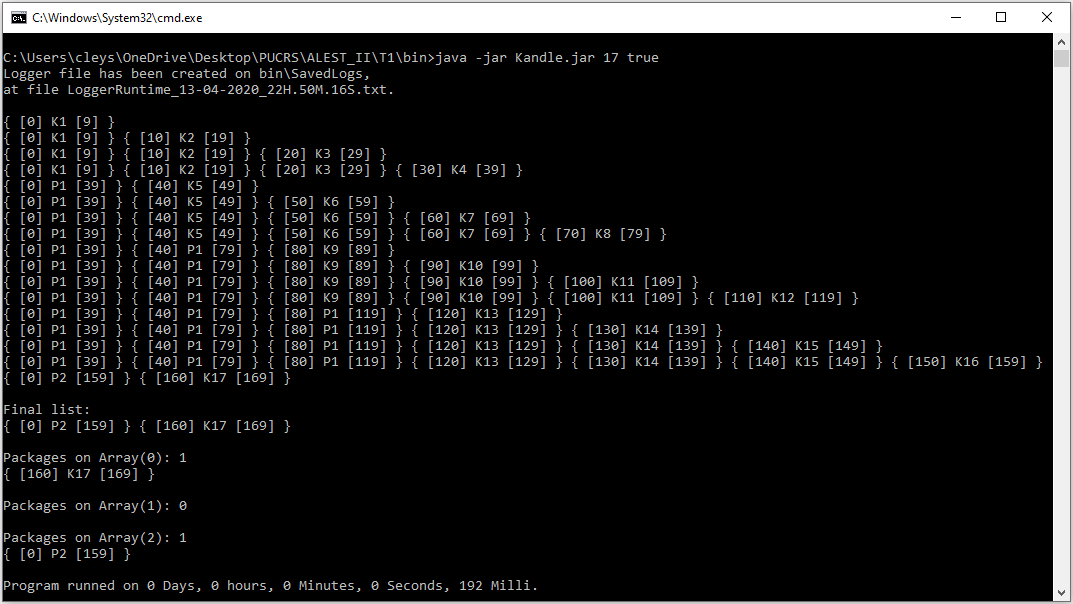 C:\Windows\System32\cmd.exe
C:\Users\cleys\OneDrive\Desktop\PUCRS\ALEST_II\T1\bin>java -jar Kandle.jar 17 true
Logger file has been created on bin\SavedLogs,
at file LoggerRuntime_13-04-2020_22H.50M.16S.txt.
{ [0] K1 [9] }
{ [0] K1 [9] } { [10] K2 [19] }
{ [0] K1 [9] } { [10] K2 [19] } { [20] K3 [29] }
{ [0] K1 [9] } { [10] K2 [19] } { [20] K3 [29] } { [30] K4 [39] }
{ [0] P1 [39] } { [40] K5 [49] }
{ [0] P1 [39] } { [40] K5 [49] } { [50] K6 [59] }
{ [0] P1 [39] } { [40] K5 [49] } { [50] K6 [59] } { [60] K7 [69] }
{ [0] P1 [39] } { [40] K5 [49] } { [50] K6 [59] } { [60] K7 [69] } { [70] K8 [79] }
{ [0] P1 [39] } { [40] P1 [79] } { [80] K9 [89] }
{ [0] P1 [39] } { [40] P1 [79] } { [80] K9 [89] } { [90] K10 [99] }
{ [0] P1 [39] } { [40] P1 [79] } { [80] K9 [89] } { [90] K10 [99] } { [100] K11 [109] }
{ [0] P1 [39] } { [40] P1 [79] } { [80] K9 [89] } { [90] K10 [99] } { [100] K11 [109] } { [110] K12 [119] }
{ [0] P1 [39] } { [40] P1 [79] } { [80] P1 [119] } { [120] K13 [129] }
{ [0] P1 [39] } { [40] P1 [79] } { [80] P1 [119] } { [120] K13 [129] } { [130] K14 [139] }
{ [0] P1 [39] } { [40] P1 [79] } { [80] P1 [119] } { [120] K13 [129] } { [130] K14 [139] } { [140] K15 [149] }
{ [0] P1 [39] } { [40] P1 [79] } { [80] P1 [119] } { [120] K13 [129] } { [130] K14 [139] } { [140] K15 [149] } { [150] K16 [159] }
{ [0] P2 [159] } { [160] K17 [169] }
Final list:
{ [0] P2 [159] } { [160] K17 [169] }
Packages on Array(0): 1
{ [160] K17 [169] }
Packages on Array(1): 0
Packages on Array(2): 1
{ [0] P2 [159] }
Program runned on 0 Days, 0 hours, 0 Minutes, 0 Seconds, 192 Milli.